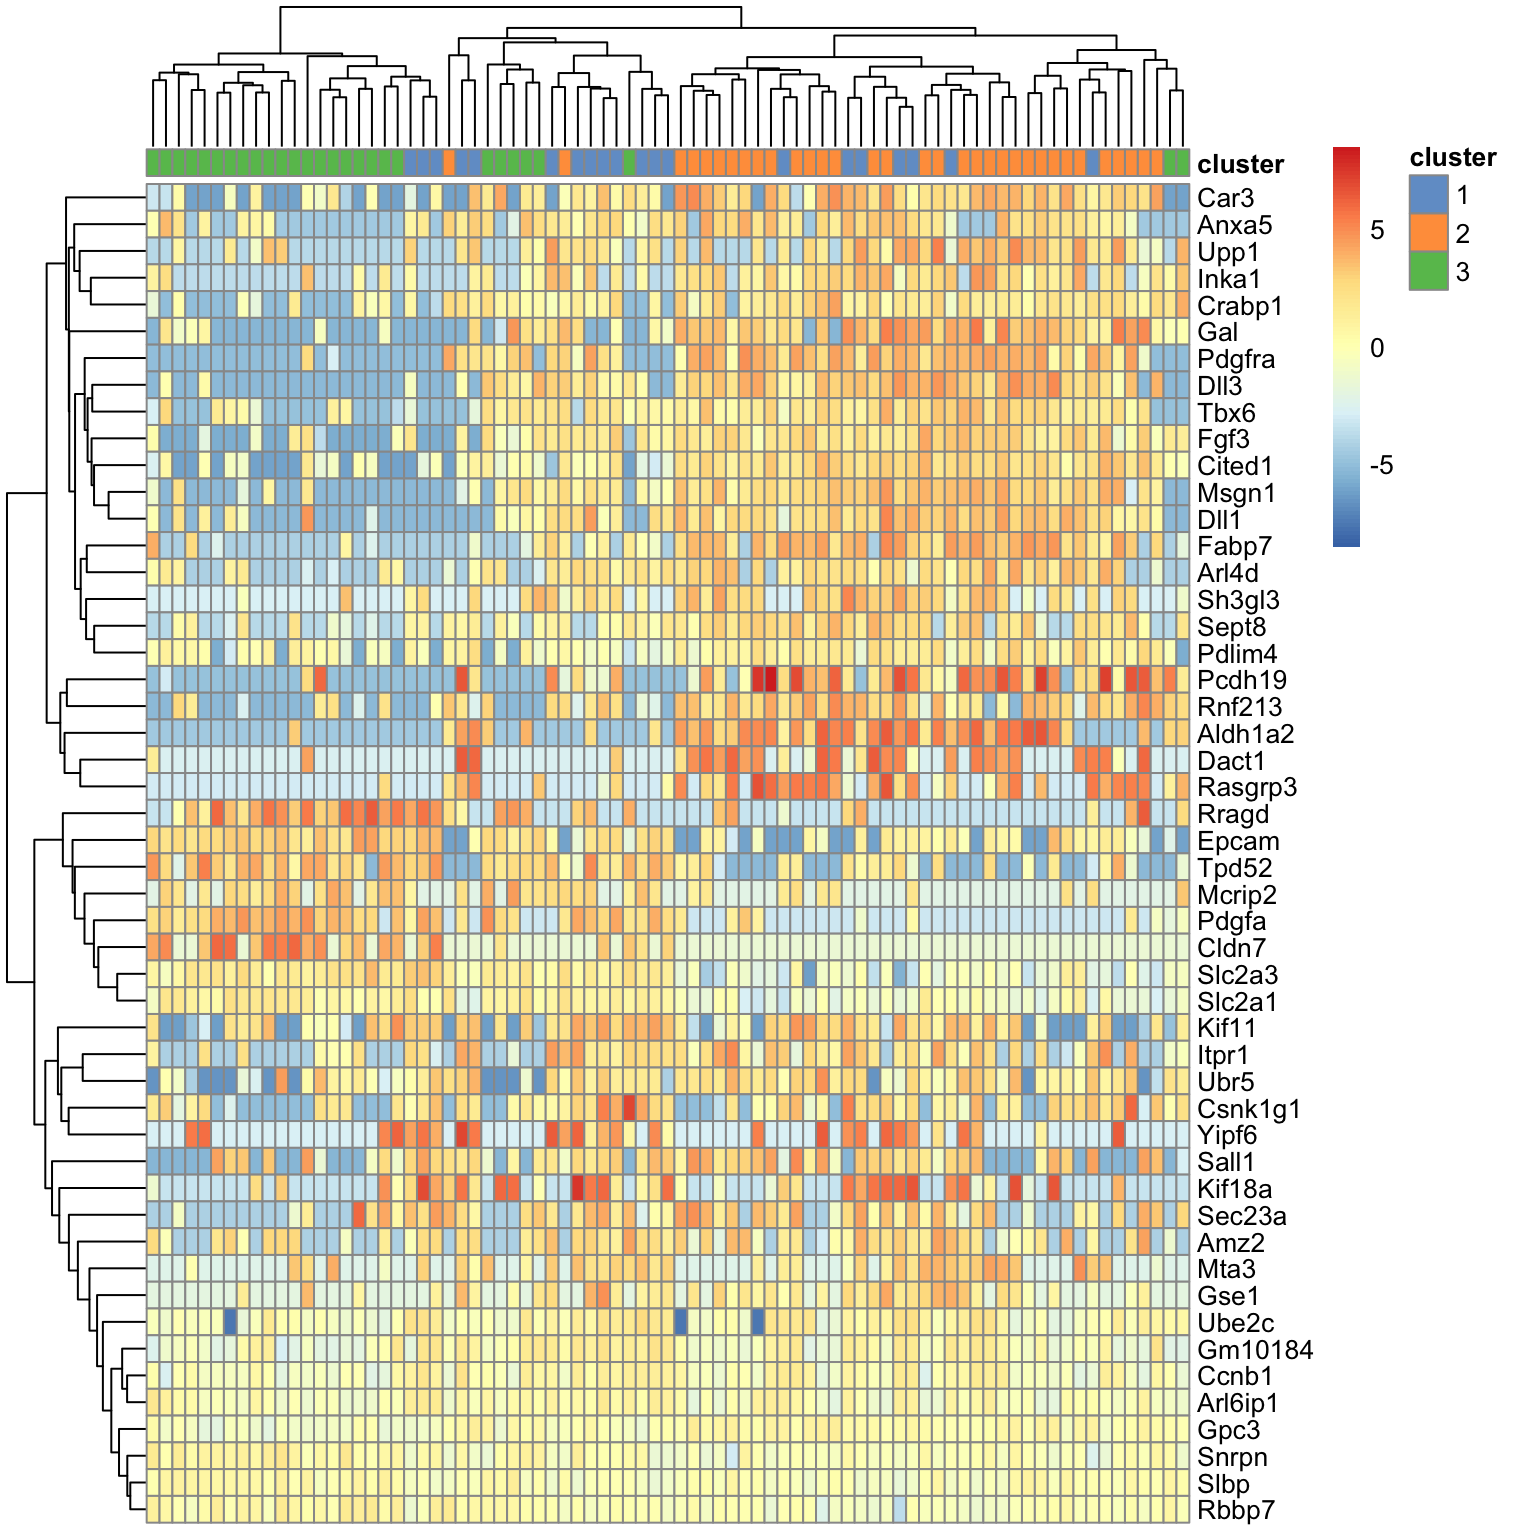 cluster
Car3
Anxa5
Upp1
Inka1
Crabp1
Gal
Pdgfra
Dll3
Tbx6
Fgf3
Cited1
Msgn1
Dll1
Fabp7
Arl4d
Sh3gl3
Sept8
Pdlim4
Pcdh19
Rnf213
Aldh1a2
Dact1
Rasgrp3
Rragd
Epcam
Tpd52
Mcrip2
Pdgfa
Cldn7
Slc2a3
Slc2a1
Kif11
Itpr1
Ubr5
Csnk1g1
Yipf6
Sall1
Kif18a
Sec23a
Amz2
Mta3
Gse1
Ube2c
Gm10184
Ccnb1
Arl6ip1
Gpc3
Snrpn
Slbp
Rbbp7
5
0
-5
cluster
1
2
3